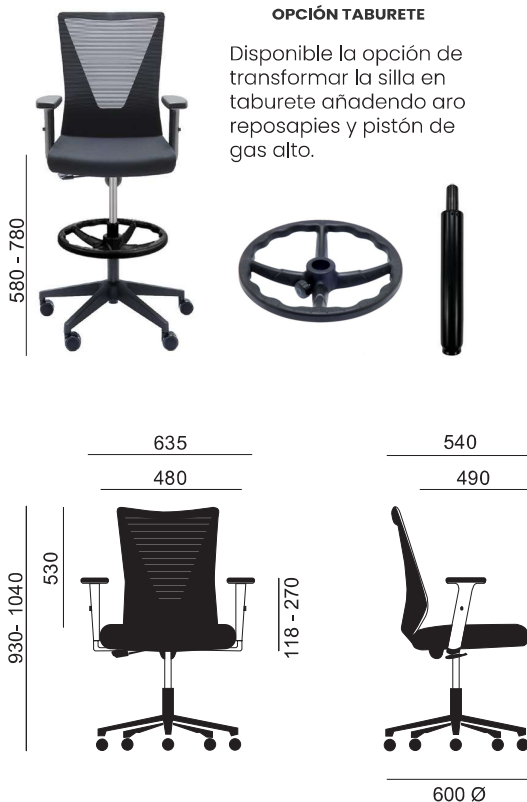 OPCIÓN TABURETE
Disponible la opción de
transformar la silla en
taburete añadendo aro
reposapies y pistón de
gas alto.
580 - 780
635
480
540
490
930- 1040
530
118 - 270
600 Ø